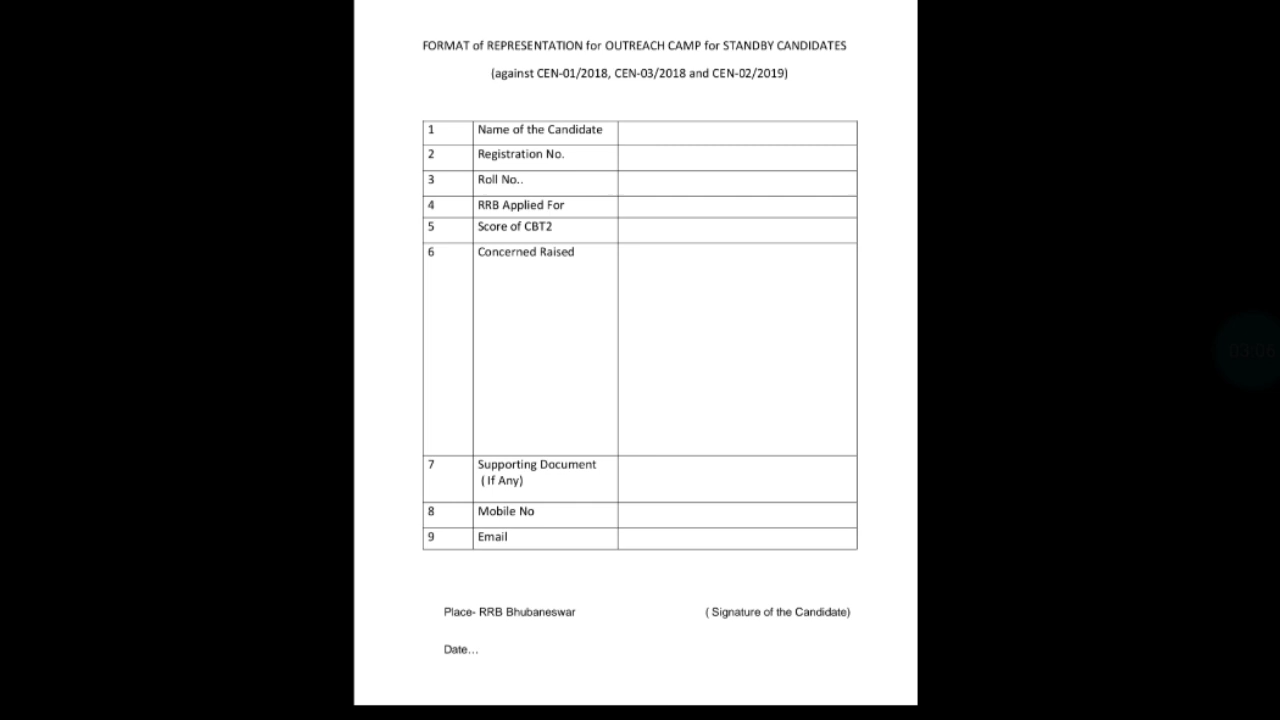 FORMAT of REPRESENTATION for OUTREACH CAMP for STANDBY CANDIDATES
(against CEN-01/2018, CEN-03/2018 and CEN-02/2019)
1 Name of the Candidate
2 Registration No.
3 Roll No..
4 RRB Applied For
5 Score of CBT2
6 Concerned Raised
7 Supporting Document
( If Any)
8 Mobile No
9 Email
Place- RRB Bhubaneswar ( Signature of the Candidate)
Date...